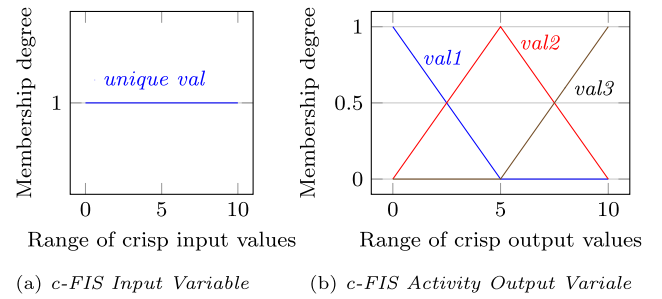 Membership degree
1
unique val
0 5 10
Range of crisp input values
(a) c-FIS Input Variable
Membership degree
1
0.5
0
val1
val2
val3
0 5 10
Range of crisp output values
(b) c-FIS Activity Output Variale